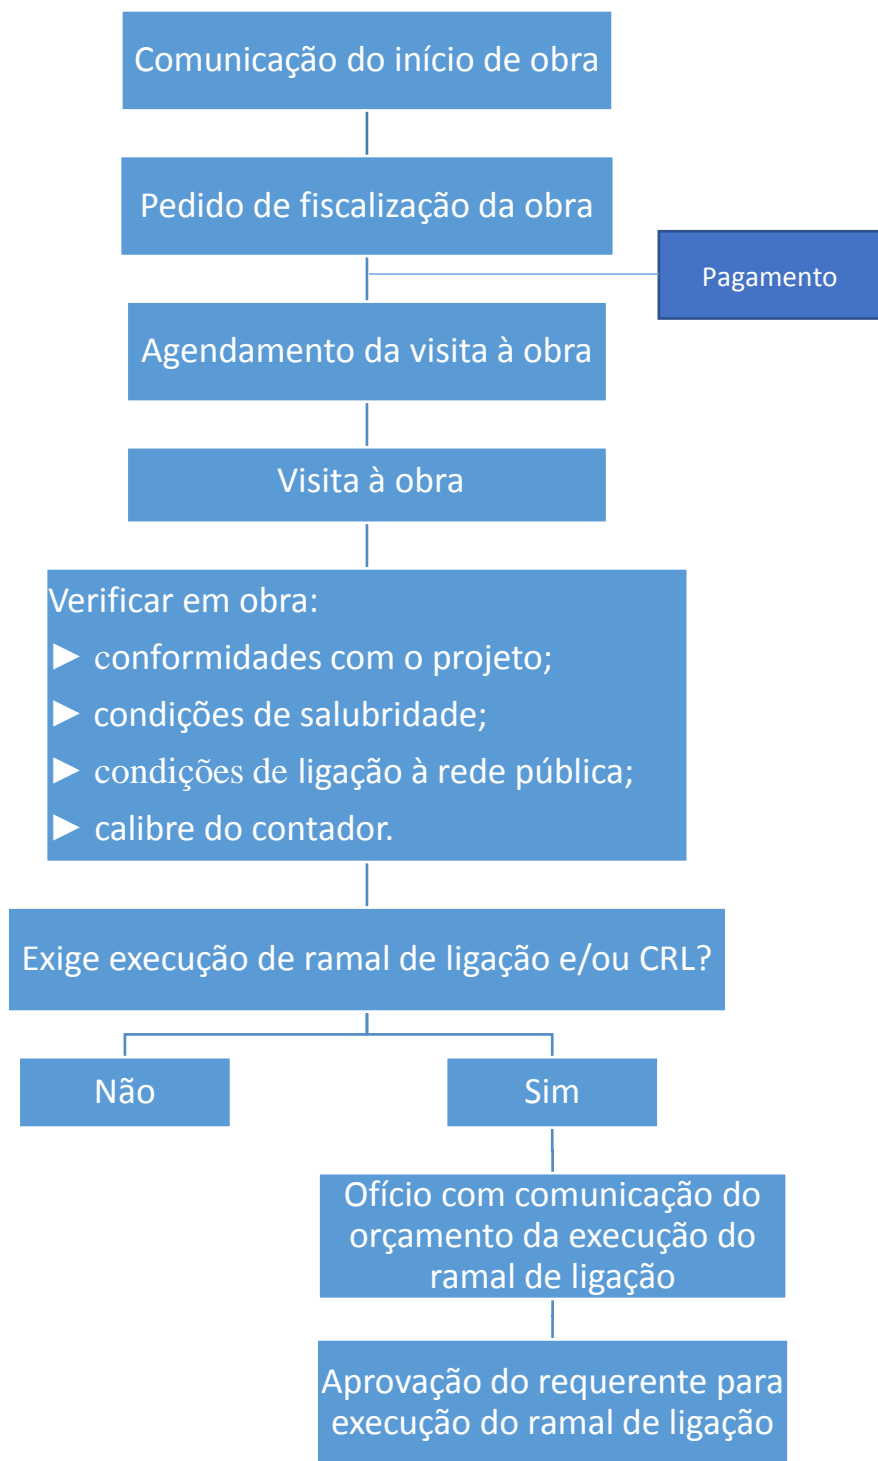 Comunicação do início de obra
Pedido de fiscalização da obra
Pagamento
Agendamento da visita à obra
Visita à obra
Verificar em obra:
► conformidades com o projeto;
► condições de salubridade;
► condições de ligação à rede pública;
► calibre do contador.
Exige execução de ramal de ligação e/ou CRL?
Não
Sim
Ofício com comunicação do
orçamento da execução do
ramal de ligação
Aprovação do requerente para
execução do ramal de ligação